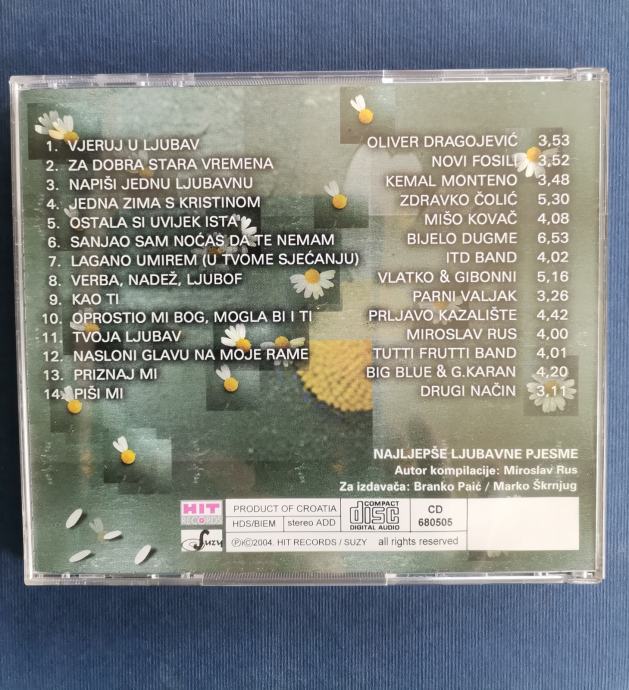 1. VJERUJ U LJUBAV OLIVER DRAGOJEVIĆ 3,53
2. ZA DOBRA STARA VREMENA NOVI FOSILI 3,52
3. NAPIŠI JEDNU LJUBAVNU KEMAL MONTENO 3,48
4. JEDNA ZIMA S KRISTINOM ZDRAVKO ČOLIĆ 5,30
5. OSTALA SI UVIJEK ISTA MIŠO KOVAČ 4,08
6. SANJAO SAM NOĆAS DA TE NEMAM BIJELO DUGME 6,53
7. LAGANO UMIREM (U TVOME SJEĆANJU) ITD BAND 4,02
8. VERBA, NADEŽ, LJUBOF VLATKO & GIBONNI 5,16
9. KAO TI PARNI VALJAK 3,26
10. OPROSTIO MI BOG, MOGLA BI I TI PRLJAVO KAZALIŠTE 4,42
11. TVOJA LJUBAV MIROSLAV RUS 4,00
12. NASLONI GLAVU NA MOJE RAME TUTTI FRUTTI BAND 4,01
13. PRIZNAJ MI BIG BLUE & G.KARAN 4,20
14. PIŠI MI DRUGI NAČIN 3,11
NAJLJEPŠE LJUBAVNE PJESME
Autor kompilacije: Miroslav Rus
Za izdavača: Branko Paić / Marko Škrnjug
HIT RECORDS
PRODUCT OF CROATIA
HDS/BIEM stereo ADD
COMPACT disc DIGITAL AUDIO
CD 680505
Suzy
ⓅⒸ2004. HIT RECORDS / SUZY all rights reserved